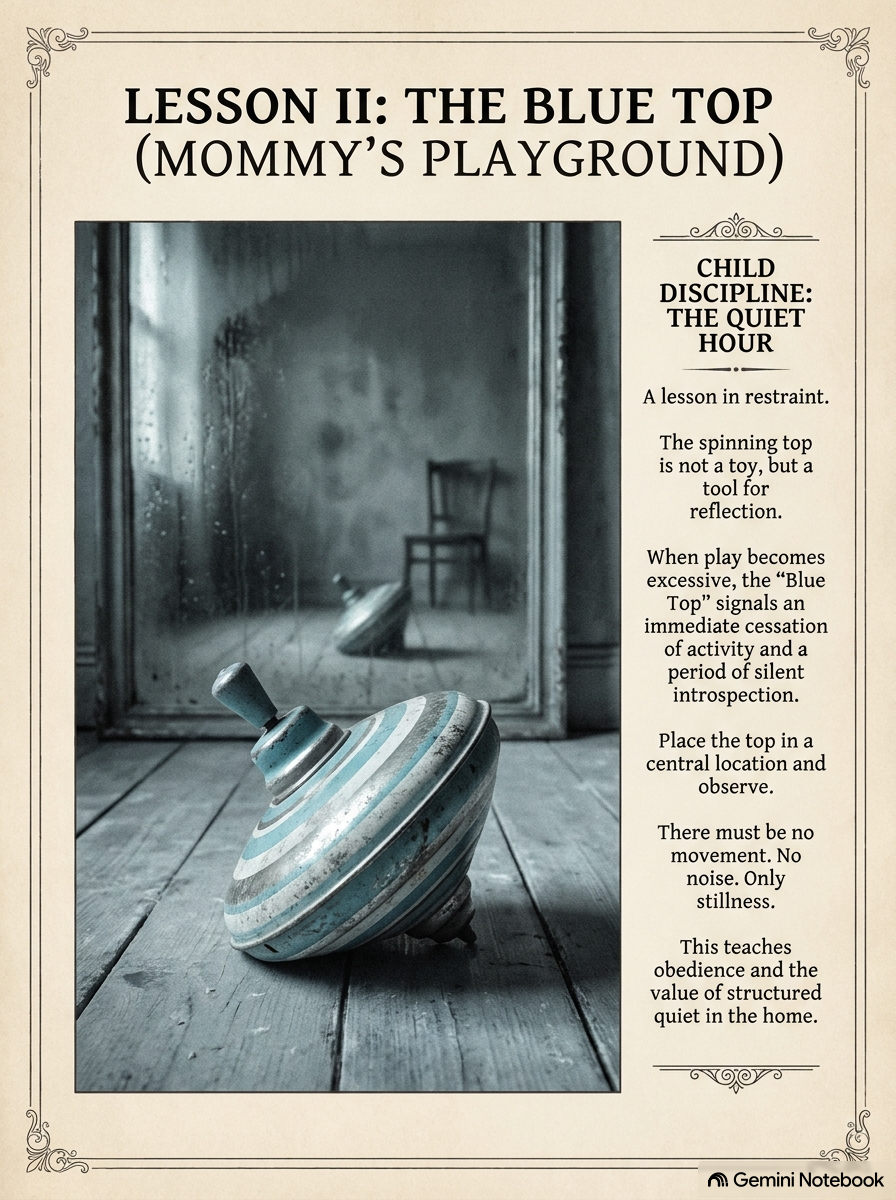 LESSON II: THE BLUE TOP
(MOMMY’S PLAYGROUND)
CHILD
DISCIPLINE:
THE QUIET
HOUR
A lesson in restraint.
The spinning top
is not a toy, but a
tool for
reflection.
When play becomes
excessive, the “Blue
Top” signals an
immediate cessation
of activity and a
period of silent
introspection.
Place the top in a
central location and
observe.
There must be no
movement. No
noise. Only
stillness.
This teaches
obedience and the
value of structured
quiet in the home.
Gemini Notebook